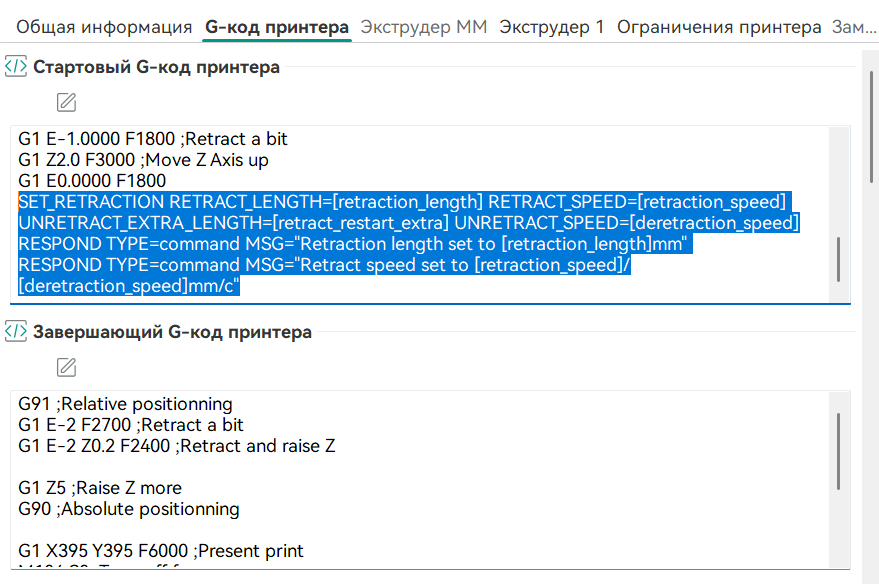 Общая информация G-код принтера Экструдер ММ Экструдер 1 Ограничения принтера Зам...
Стартовый G-код принтера
G1 E-1.0000 F1800 ;Retract a bit
G1 Z2.0 F3000 ;Move Z Axis up
G1 E0.0000 F1800
SET_RETRACTION RETRACT_LENGTH=[retraction_length] RETRACT_SPEED=[retraction_speed]
UNRETRACT_EXTRA_LENGTH=[retract_restart_extra] UNRETRACT_SPEED=[deretraction_speed]
RESPOND TYPE=command MSG="Retraction length set to [retraction_length]mm"
RESPOND TYPE=command MSG="Retract speed set to [retraction_speed]/
[deretraction_speed]mm/c"
Завершающий G-код принтера
G91 ;Relative positionning
G1 E-2 F2700 ;Retract a bit
G1 E-2 Z0.2 F2400 ;Retract and raise Z
G1 Z5 ;Raise Z more
G90 ;Absolute positionning
G1 X395 Y395 F6000 ;Present print